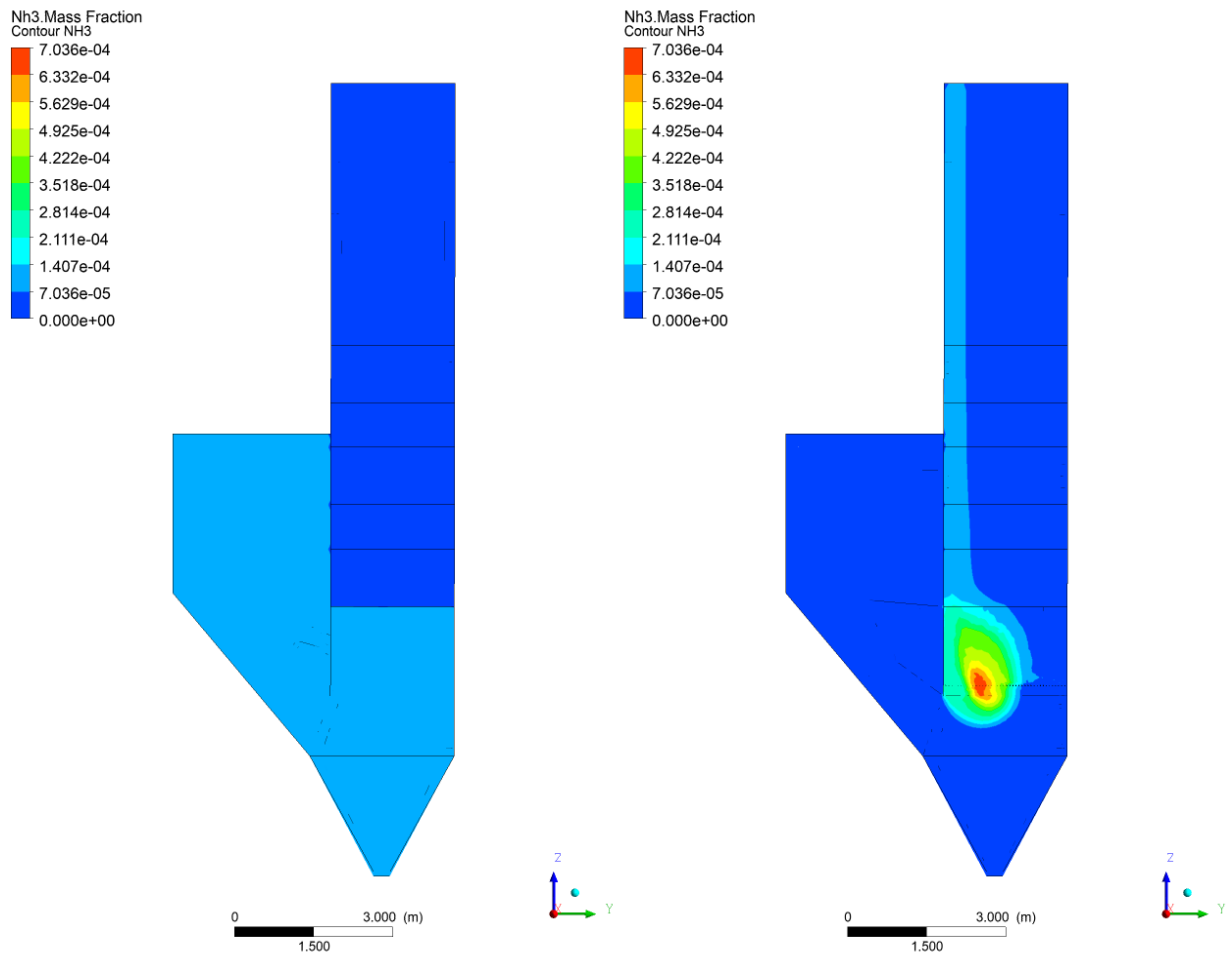 Nh3.Mass Fraction
Contour NH3
7.036e-04
6.332e-04
5.629e-04
4.925e-04
4.222e-04
3.518e-04
2.814e-04
2.111e-04
1.407e-04
7.036e-05
0.000e+00
Z
X
Y
0
3.000 (m)
1.500
Nh3.Mass Fraction
Contour NH3
7.036e-04
6.332e-04
5.629e-04
4.925e-04
4.222e-04
3.518e-04
2.814e-04
2.111e-04
1.407e-04
7.036e-05
0.000e+00
Z
X
Y
0
3.000 (m)
1.500